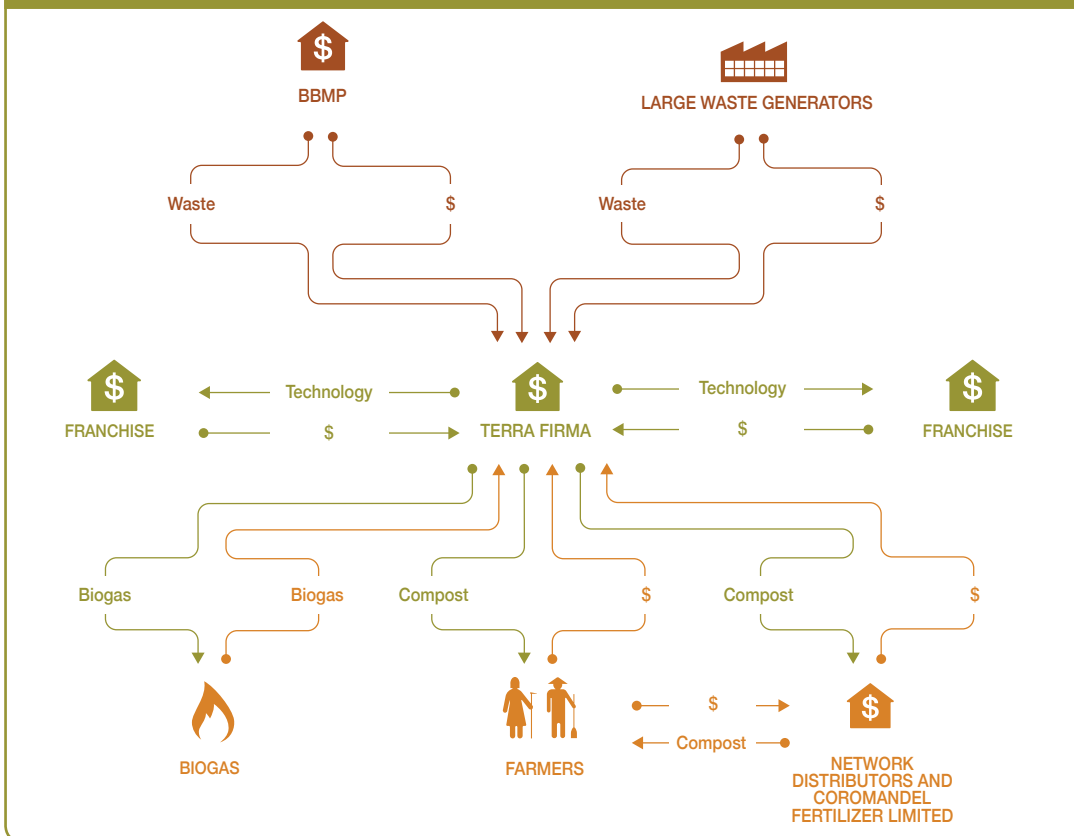 $
BBMP
LARGE WASTE GENERATORS
Waste
$
Waste
$
$
FRANCHISE
Technology
$
$
TERRA FIRMA
Technology
$
$
FRANCHISE
Biogas
Biogas
Compost
$
Compost
$
BIOGAS
FARMERS
$
Compost
$
NETWORK
DISTRIBUTORS AND
COROMANDEL
FERTILIZER LIMITED